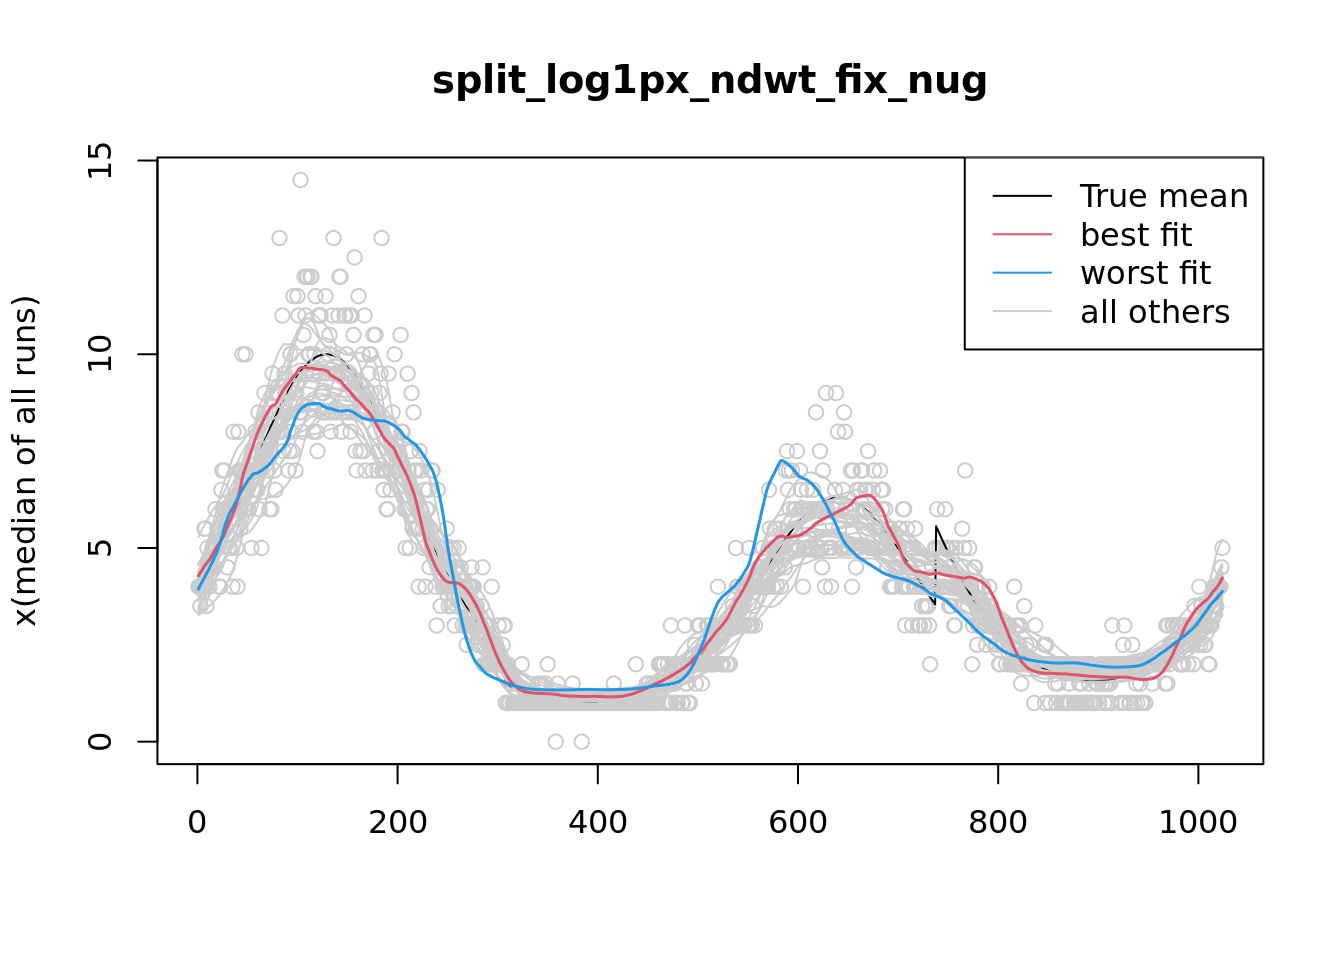 split_log1px_ndwt_fix_nug
x(median of all runs)
15
10
5
0
True mean
best fit
worst fit
all others
0 200 400 600 800 1000